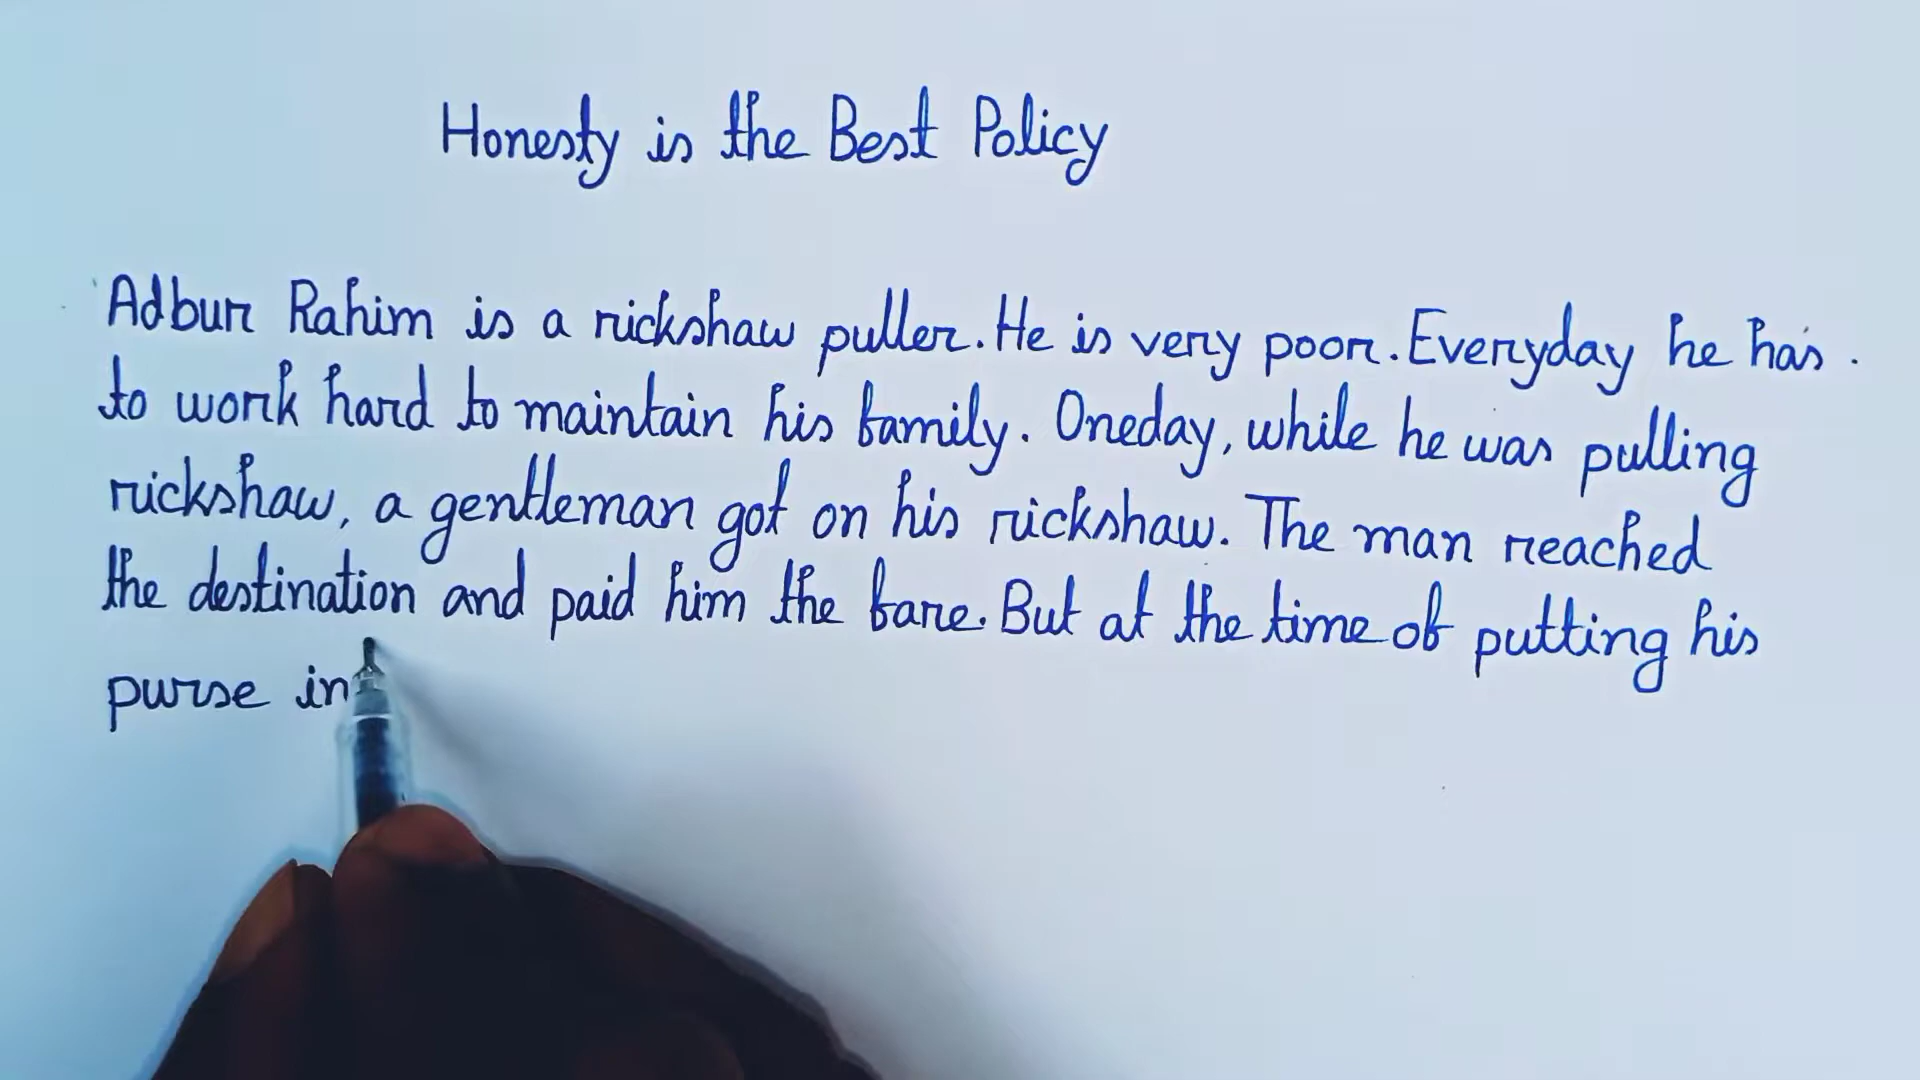 Honesty is the Best Policy
Adbur Rahim is a rickshaw puller. He is very poor. Everyday he has
to work hard to maintain his family. Oneday, while he was pulling
rickshaw, a gentleman got on his rickshaw. The man reached
the destination and paid him the fare. But at the time of putting his
purse in